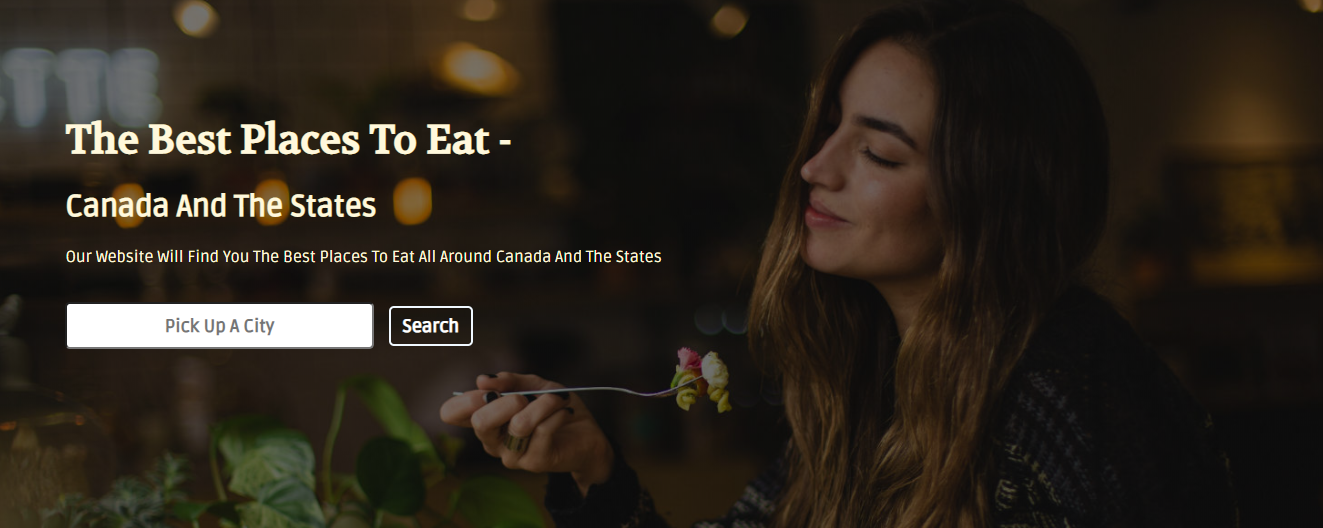 The Best Places To Eat -
Canada And The States
Our Website Will Find You The Best Places To Eat All Around Canada And The States
Pick Up A City
Search